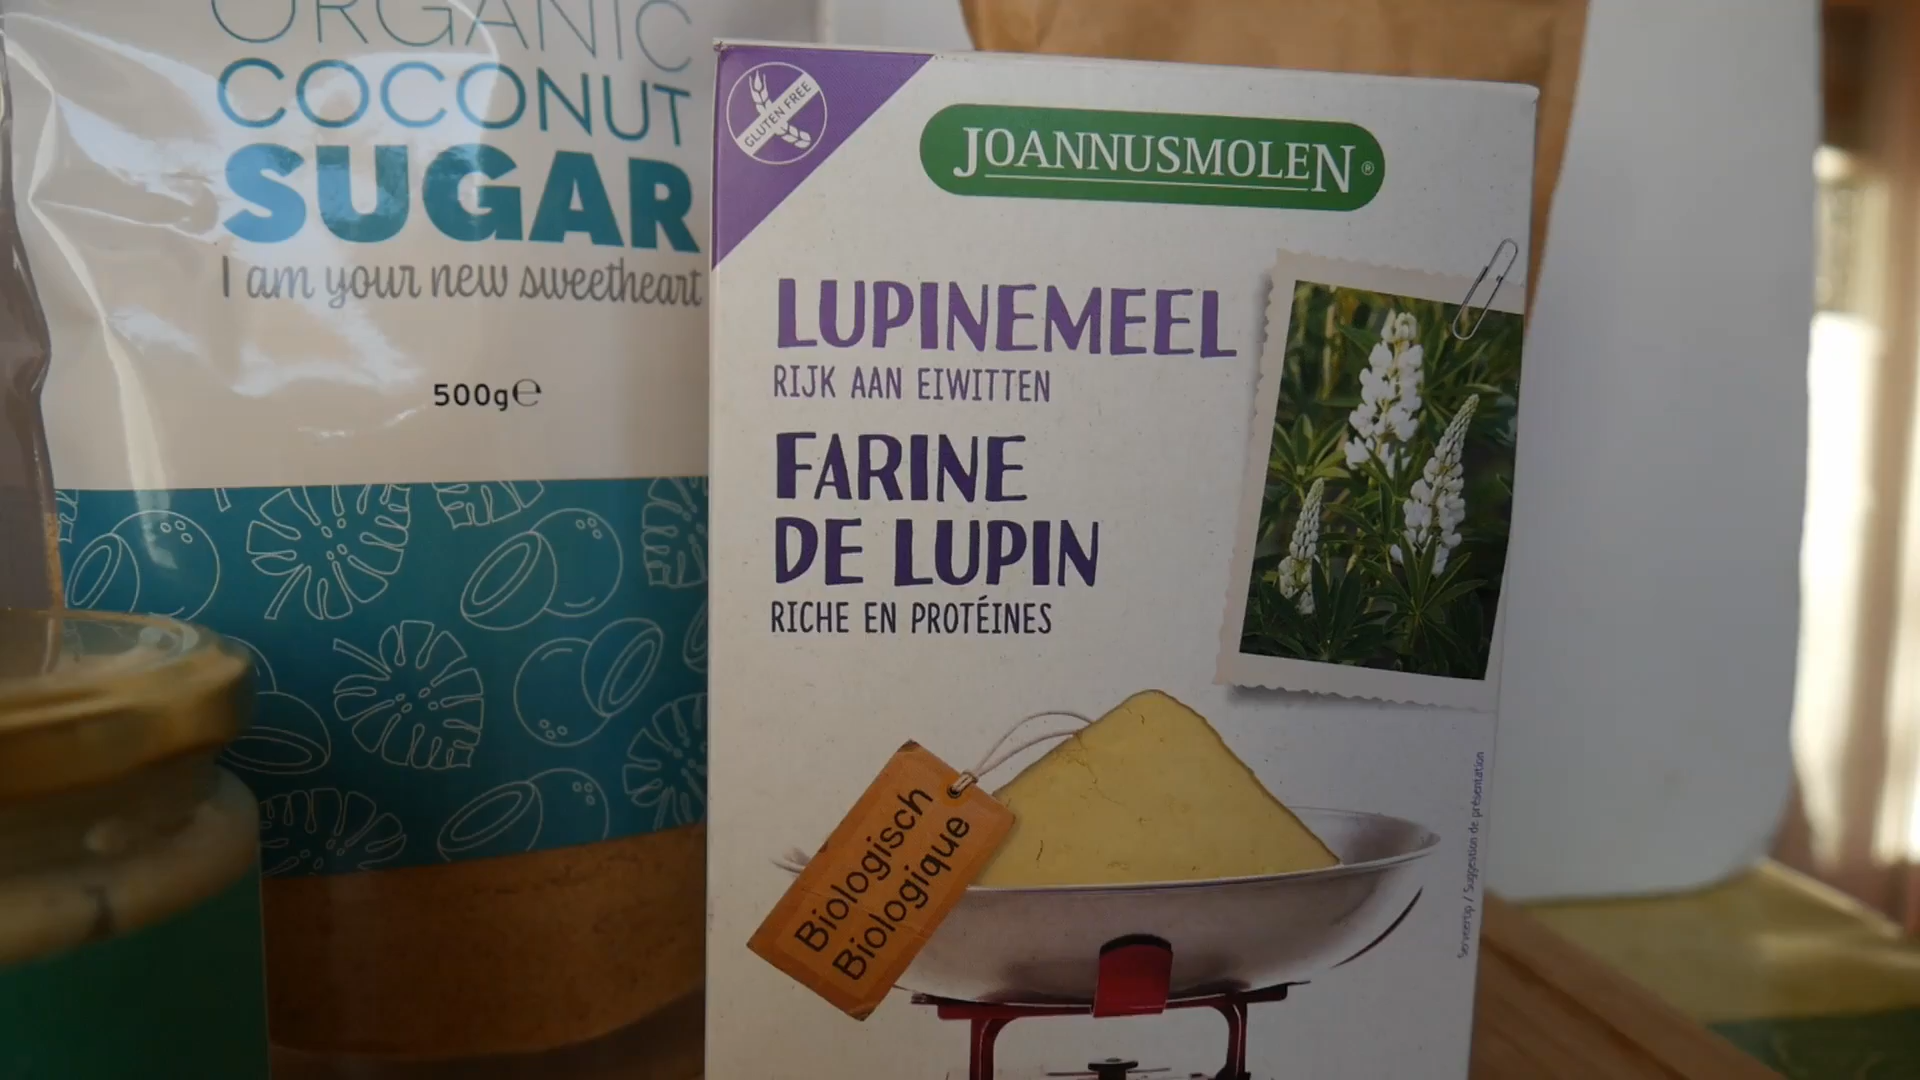 ORGANIC
COCONUT
SUGAR
I am your new sweetheart
500g℮
GLUTEN FREE
JOANNUSMOLEN®
LUPINEMEEL
RIJK AAN EIWITTEN
FARINE
DE LUPIN
RICHE EN PROTÉINES
Biologisch
Biologique
Serveertip / Suggestion de présentation